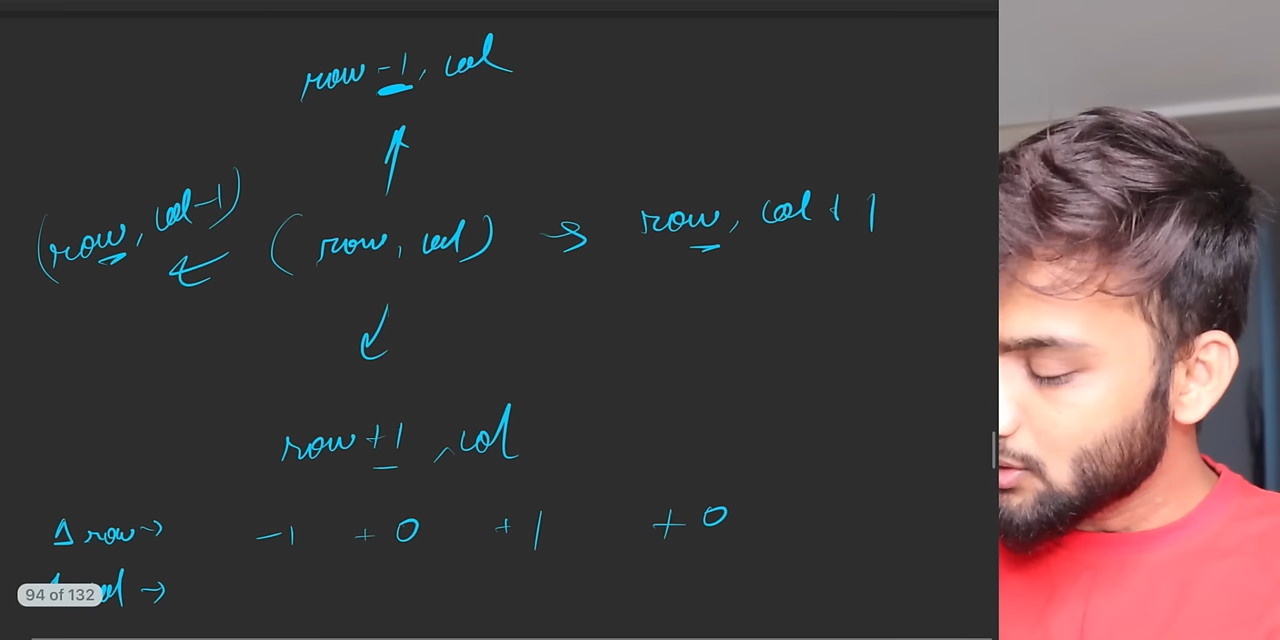 row -1, col
(row, col-1) (row, col) → row, col + 1
row +1, col
Δ row → -1 + 0 + 1 + 0
col →
94 of 132